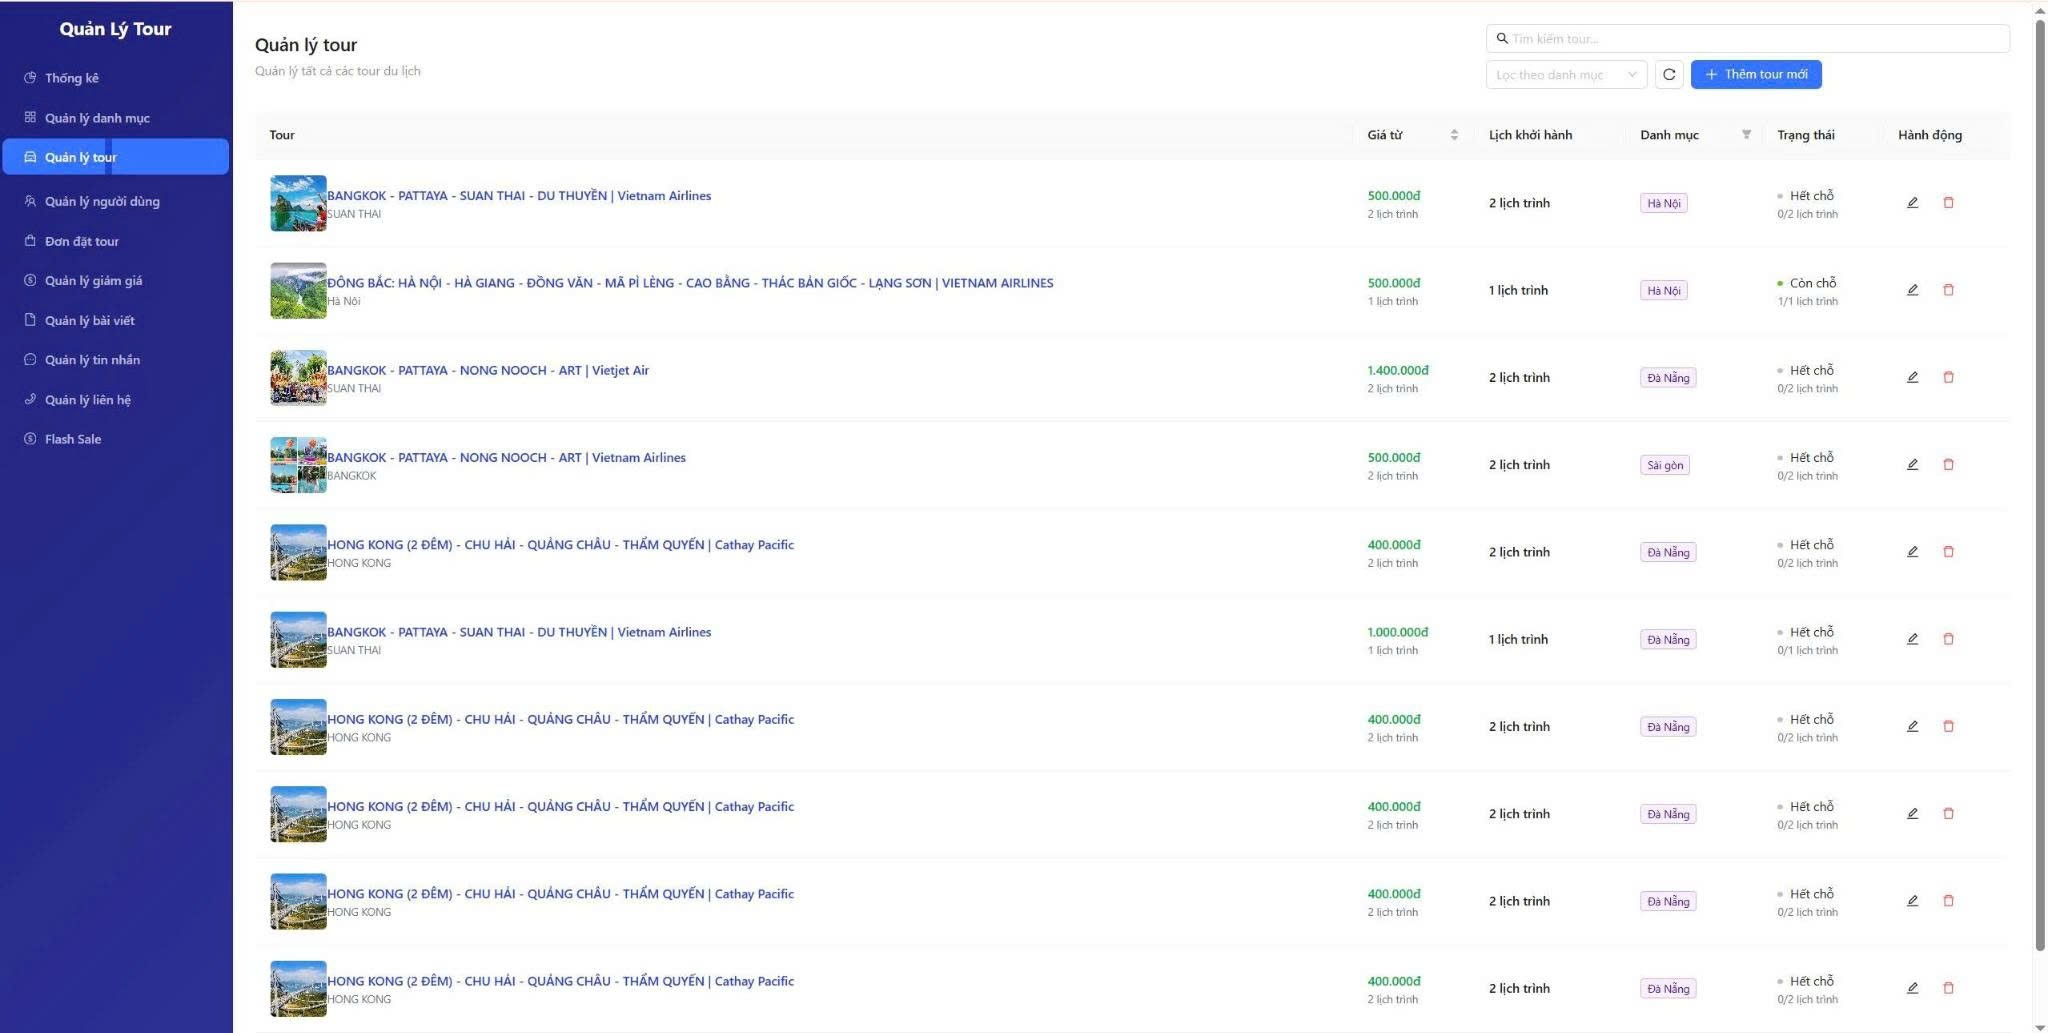 Quản Lý Tour
Thống kê
Quản lý danh mục
Quản lý tour
Quản lý người dùng
Đơn đặt tour
Quản lý giảm giá
Quản lý bài viết
Quản lý tin nhắn
Quản lý liên hệ
Flash Sale
Quản lý tour
Quản lý tất cả các tour du lịch
Tìm kiếm tour...
Lọc theo danh mục
Thêm tour mới
Tour Giá từ Lịch khởi hành Danh mục Trạng thái Hành động
BANGKOK - PATTAYA - SUAN THAI - DU THUYỀN | Vietnam Airlines
SUAN THAI
500.000đ
2 lịch trình
2 lịch trình
Hà Nội
Hết chỗ
0/2 lịch trình
ĐÔNG BẮC: HÀ NỘI - HÀ GIANG - ĐỒNG VĂN - MÃ PÌ LÈNG - CAO BẰNG - THÁC BẢN GIỐC - LẠNG SƠN | VIETNAM AIRLINES
Hà Nôi
500.000đ
1 lịch trình
1 lịch trình
Hà Nội
Còn chỗ
1/1 lịch trình
BANGKOK - PATTAYA - NONG NOOCH - ART | Vietjet Air
SUAN THAI
1.400.000đ
2 lịch trình
2 lịch trình
Đà Nẵng
Hết chỗ
0/2 lịch trình
BANGKOK - PATTAYA - NONG NOOCH - ART | Vietnam Airlines
BANGKOK
500.000đ
2 lịch trình
2 lịch trình
Sài gòn
Hết chỗ
0/2 lịch trình
HONG KONG (2 ĐÊM) - CHU HẢI - QUẢNG CHÂU - THẨM QUYẾN | Cathay Pacific
HONG KONG
400.000đ
2 lịch trình
2 lịch trình
Đà Nẵng
Hết chỗ
0/2 lịch trình
BANGKOK - PATTAYA - SUAN THAI - DU THUYỀN | Vietnam Airlines
SUAN THAI
1.000.000đ
1 lịch trình
1 lịch trình
Đà Nẵng
Hết chỗ
0/1 lịch trình
HONG KONG (2 ĐÊM) - CHU HẢI - QUẢNG CHÂU - THẨM QUYẾN | Cathay Pacific
HONG KONG
400.000đ
2 lịch trình
2 lịch trình
Đà Nẵng
Hết chỗ
0/2 lịch trình
HONG KONG (2 ĐÊM) - CHU HẢI - QUẢNG CHÂU - THẨM QUYẾN | Cathay Pacific
HONG KONG
400.000đ
2 lịch trình
2 lịch trình
Đà Nẵng
Hết chỗ
0/2 lịch trình
HONG KONG (2 ĐÊM) - CHU HẢI - QUẢNG CHÂU - THẨM QUYẾN | Cathay Pacific
HONG KONG
400.000đ
2 lịch trình
2 lịch trình
Đà Nẵng
Hết chỗ
0/2 lịch trình
HONG KONG (2 ĐÊM) - CHU HẢI - QUẢNG CHÂU - THẨM QUYẾN | Cathay Pacific
HONG KONG
400.000đ
2 lịch trình
2 lịch trình
Đà Nẵng
Hết chỗ
0/2 lịch trình